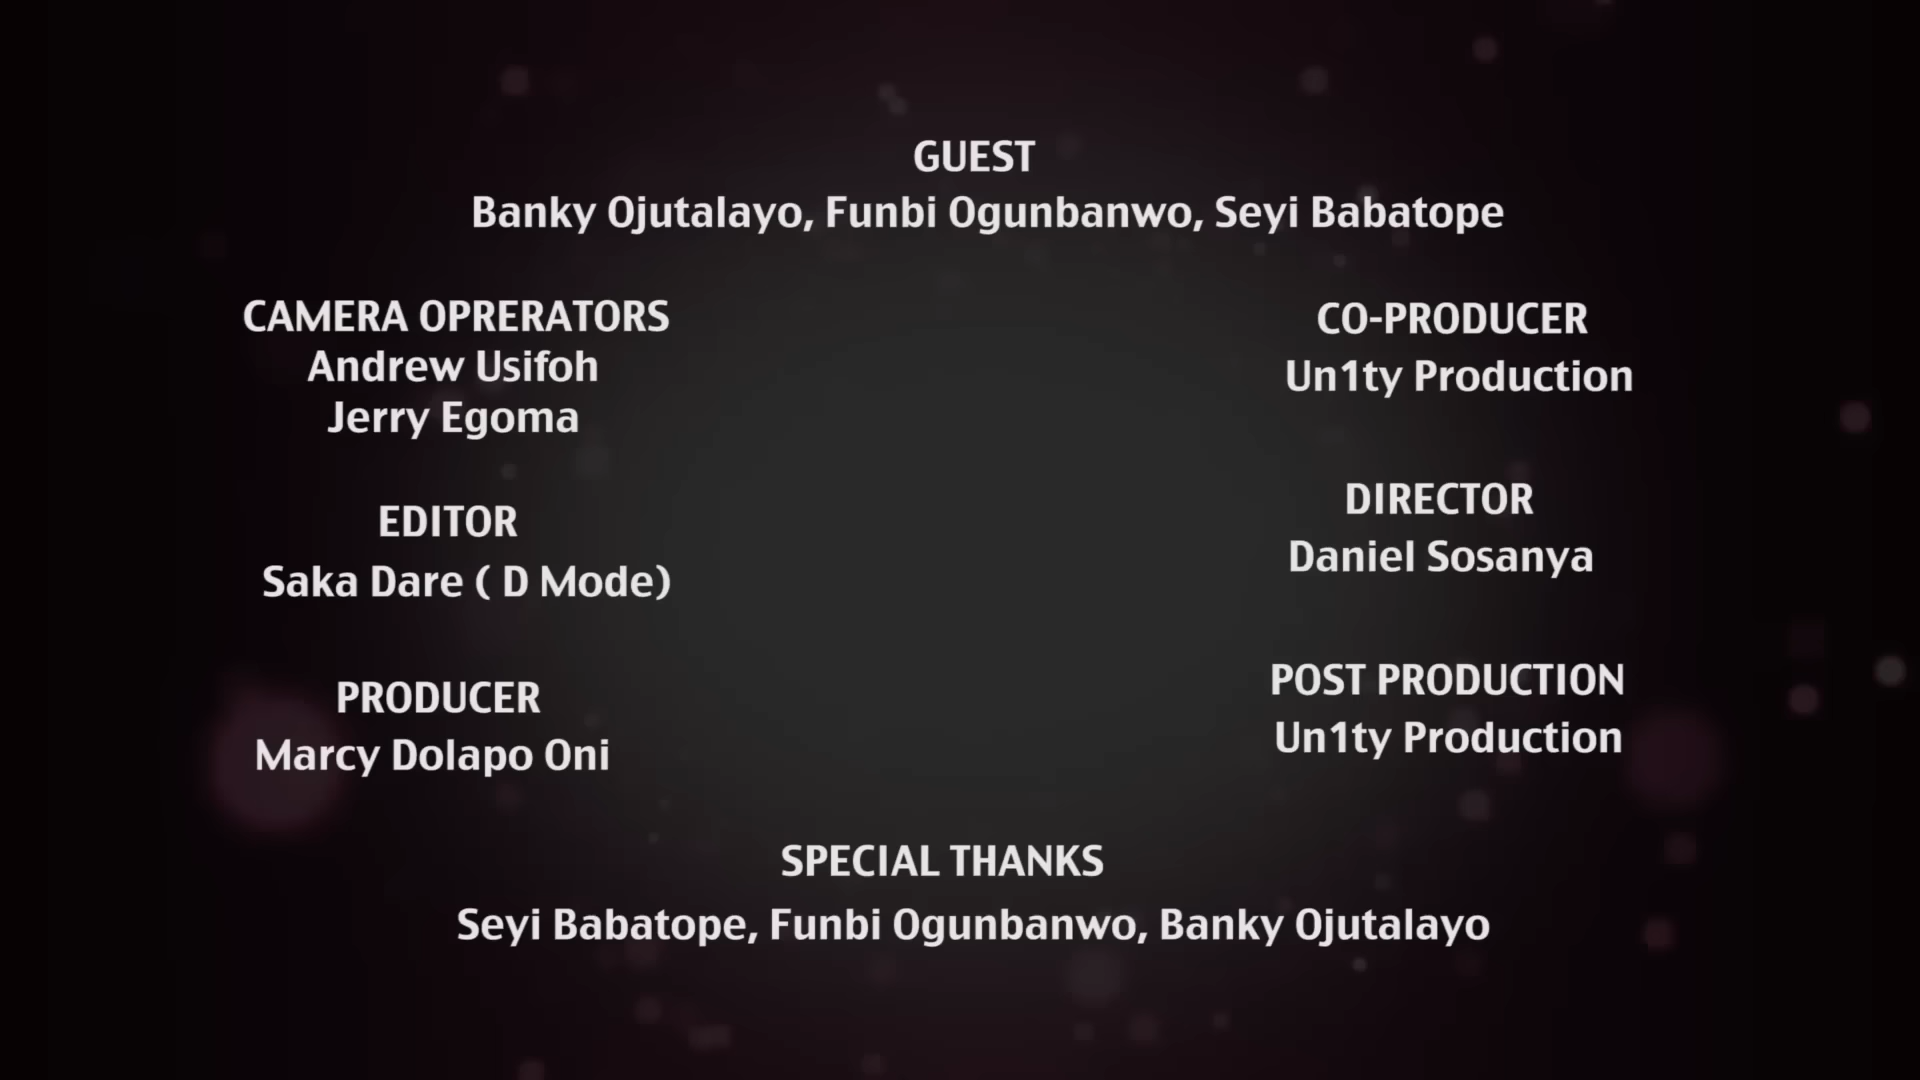 GUEST
Banky Ojutalayo, Funbi Ogunbanwo, Seyi Babatope
CAMERA OPRERATORS
Andrew Usifoh
Jerry Egoma
EDITOR
Saka Dare ( D Mode)
PRODUCER
Marcy Dolapo Oni
CO-PRODUCER
Un1ty Production
DIRECTOR
Daniel Sosanya
POST PRODUCTION
Un1ty Production
SPECIAL THANKS
Seyi Babatope, Funbi Ogunbanwo, Banky Ojutalayo